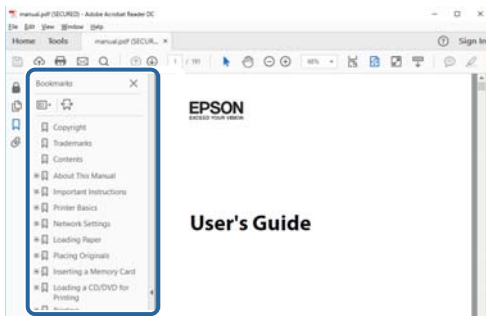 manual.pdf (SECURED) - Adobe Acrobat Reader DC
File Edit View Window Help
Home Tools manual.pdf (SECUR... ×
Sign In
1 / 191
Bookmarks
Copyright
Trademarks
Contents
About This Manual
Important Instructions
Printer Basics
Network Settings
Loading Paper
Placing Originals
Inserting a Memory Card
Loading a CD/DVD for
Printing
EPSON
EXCEED YOUR VISION
User's Guide